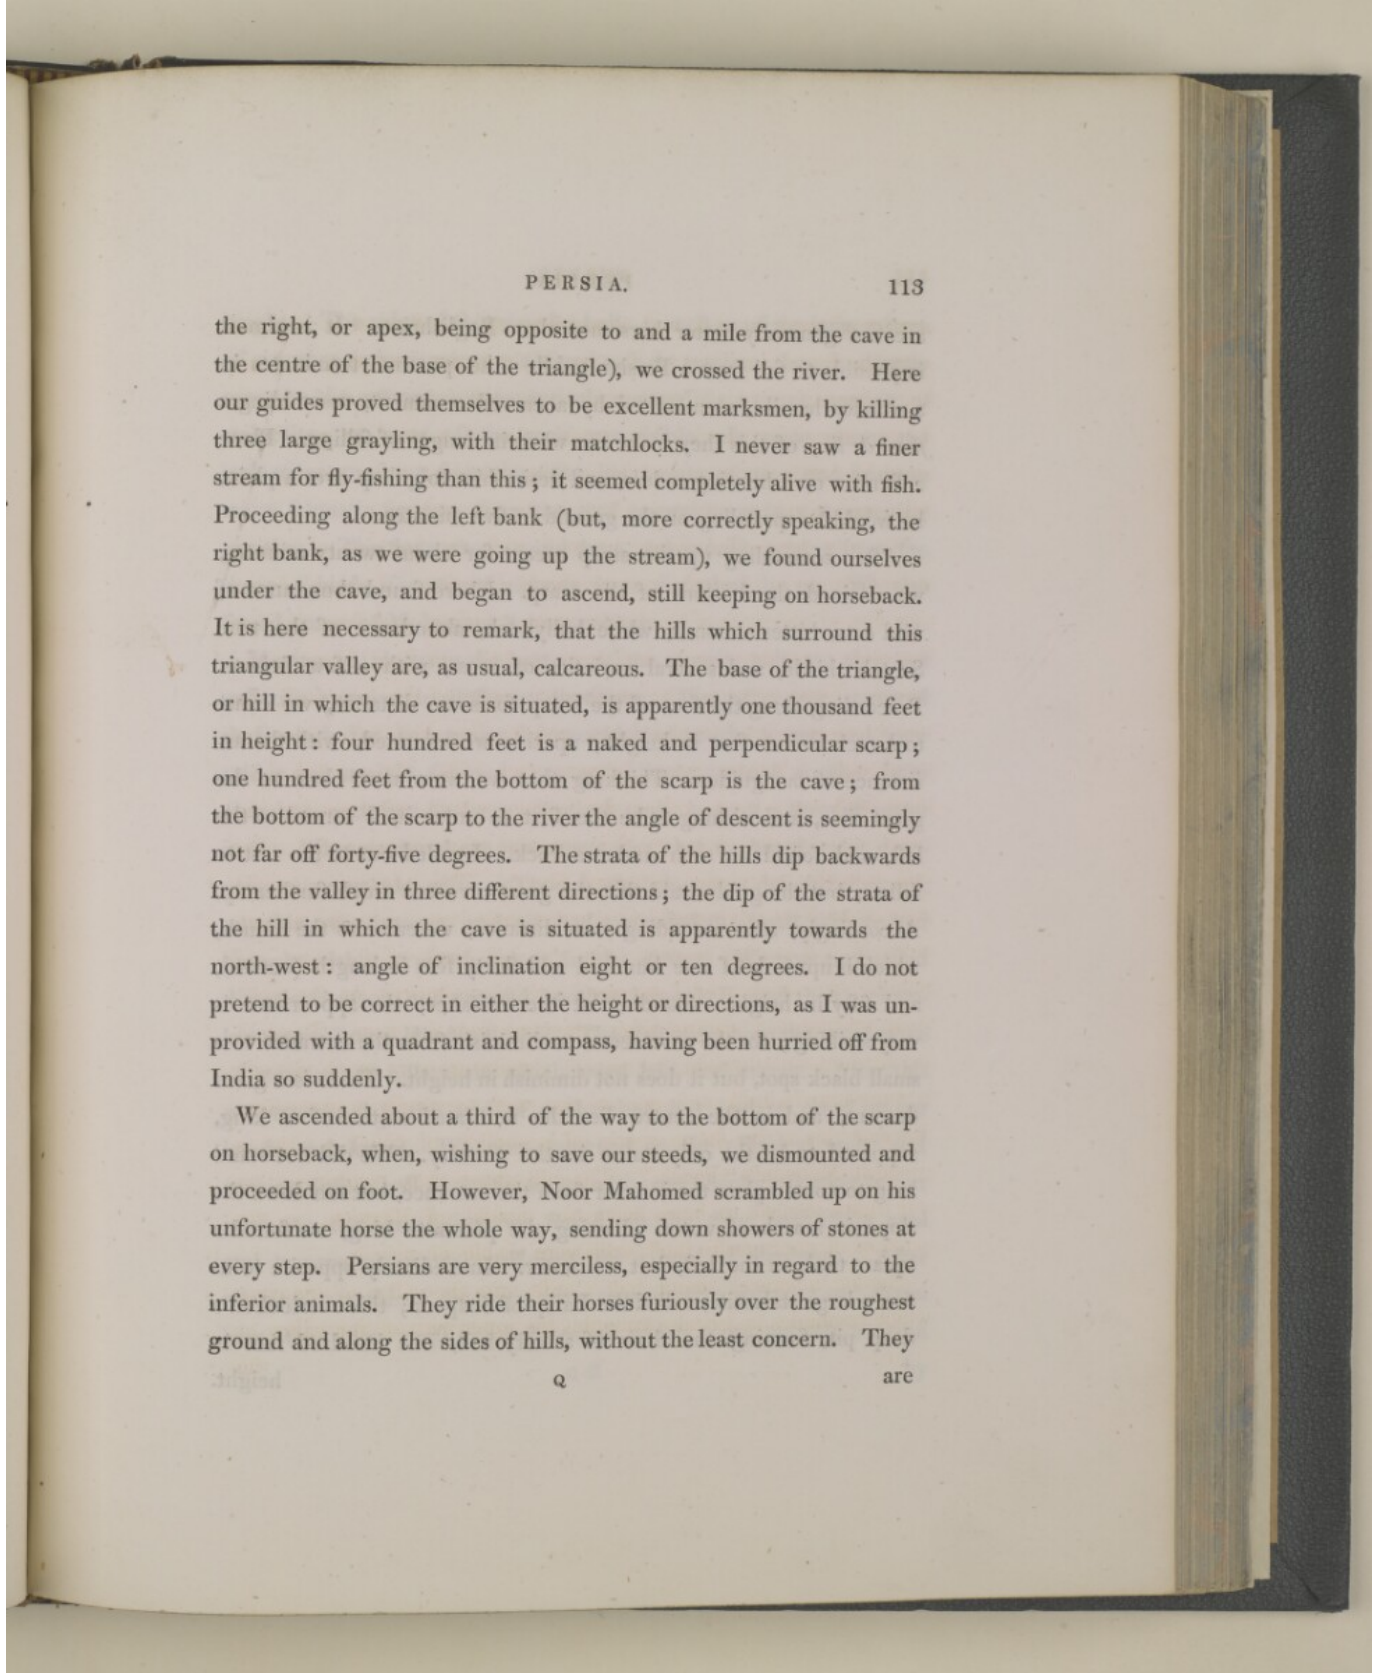 PERSIA. 113
the right, or apex, being opposite to and a mile from the cave in
the centre of the base of the triangle), we crossed the river. Here
our guides proved themselves to be excellent marksmen, by killing
three large grayling, with their matchlocks. I never saw a finer
stream for fly-fishing than this; it seemed completely alive with fish.
Proceeding along the left bank (but, more correctly speaking, the
right bank, as we were going up the stream), we found ourselves
under the cave, and began to ascend, still keeping on horseback.
It is here necessary to remark, that the hills which surround this
triangular valley are, as usual, calcareous. The base of the triangle,
or hill in which the cave is situated, is apparently one thousand feet
in height: four hundred feet is a naked and perpendicular scarp;
one hundred feet from the bottom of the scarp is the cave; from
the bottom of the scarp to the river the angle of descent is seemingly
not far off forty-five degrees. The strata of the hills dip backwards
from the valley in three different directions; the dip of the strata of
the hill in which the cave is situated is apparently towards the
north-west: angle of inclination eight or ten degrees. I do not
pretend to be correct in either the height or directions, as I was un-
provided with a quadrant and compass, having been hurried off from
India so suddenly.
We ascended about a third of the way to the bottom of the scarp
on horseback, when, wishing to save our steeds, we dismounted and
proceeded on foot. However, Noor Mahomed scrambled up on his
unfortunate horse the whole way, sending down showers of stones at
every step. Persians are very merciless, especially in regard to the
inferior animals. They ride their horses furiously over the roughest
ground and along the sides of hills, without the least concern. They
Q are